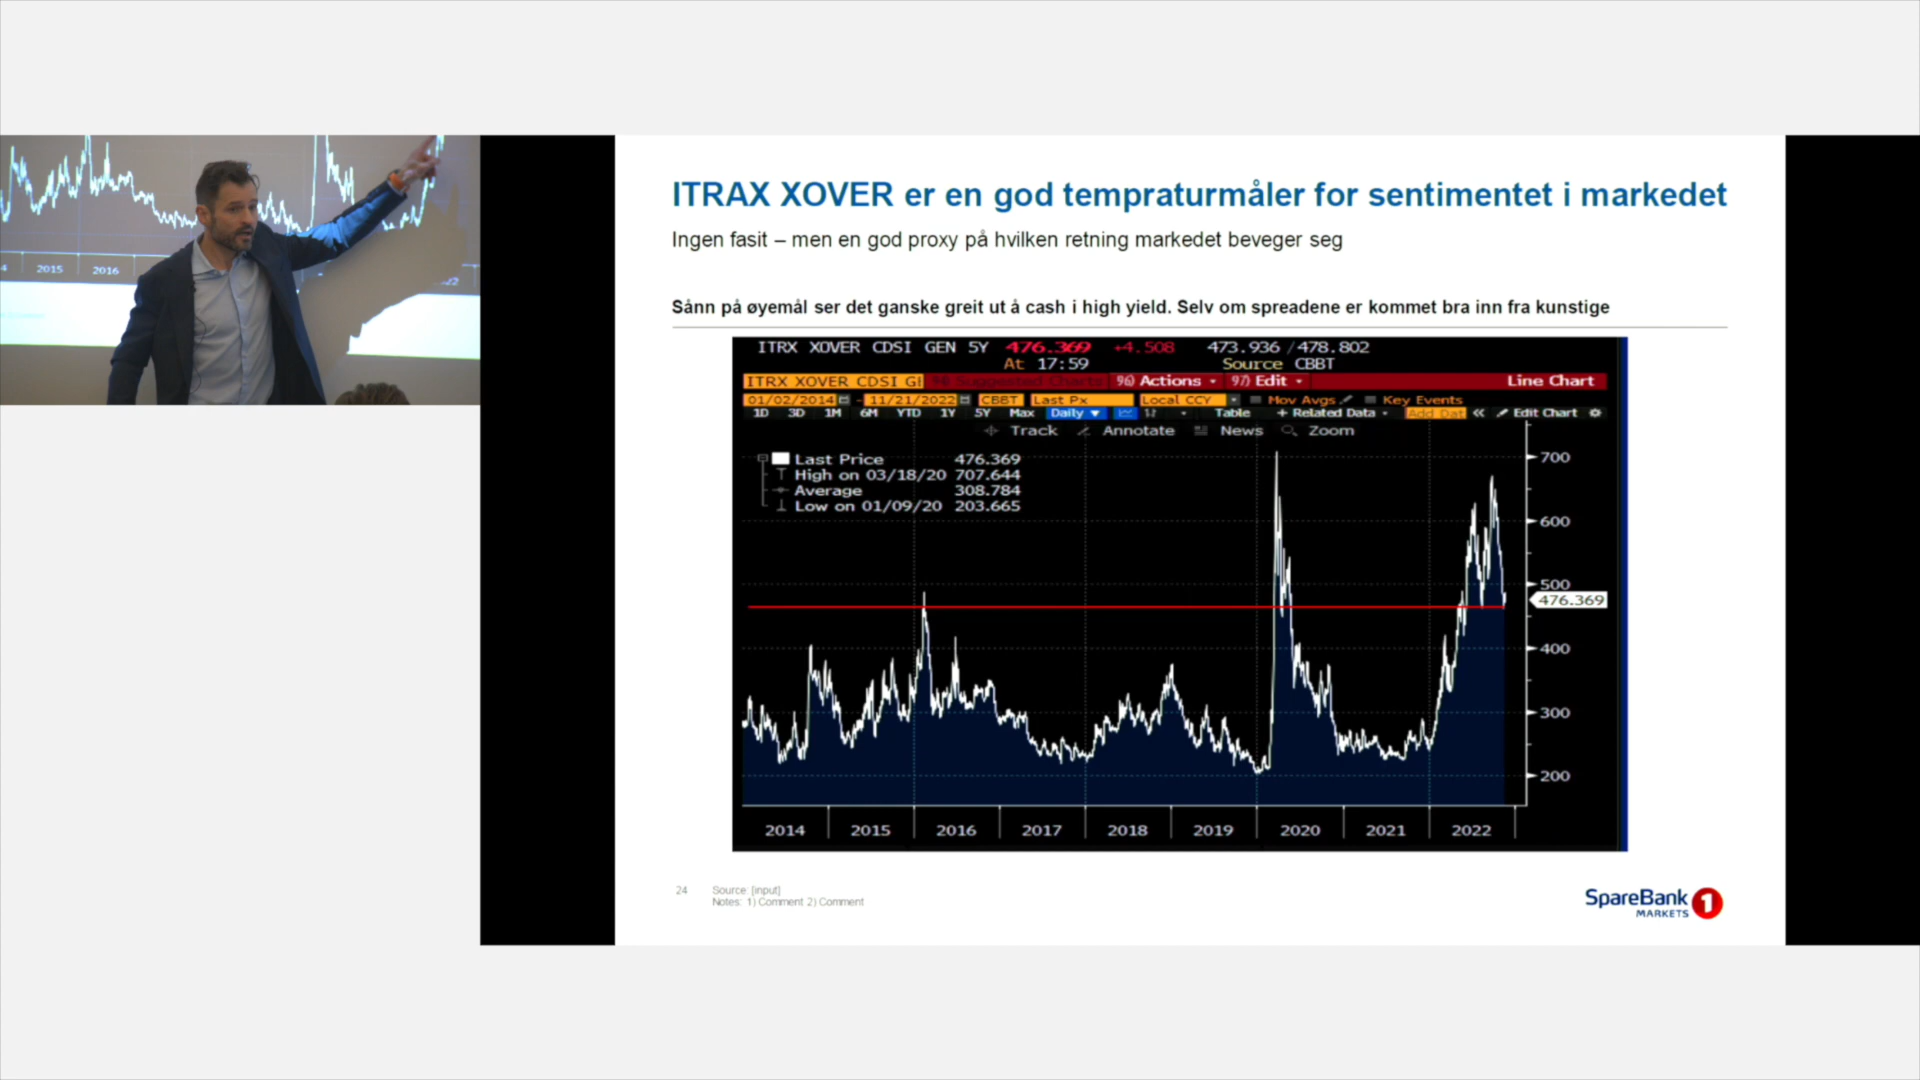 4 2015 2016
ITRAX XOVER er en god tempraturmåler for sentimentet i markedet
Ingen fasit – men en god proxy på hvilken retning markedet beveger seg
Sånn på øyemål ser det ganske greit ut å cash i high yield. Selv om spreadene er kommet bra inn fra kunstige
ITRX XOVER CDSI GEN 5Y 476.369 +4.508 473.936 /478.802
At 17:59 Source CBBT
ITRX XOVER CDSI G 96) Suggested Charts 96) Actions 97) Edit Line Chart
01/02/2014 - 11/21/2022 CBBT Last Px Local CCY Mov Avgs Key Events
1D 3D 1M 6M YTD 1Y 5Y Max Daily ▼ Table + Related Data Add Dat « Edit Chart
Track Annotate News Zoom
Last Price 476.369
High on 03/18/20 707.644
Average 308.784
Low on 01/09/20 203.665
700
600
500
476.369
400
300
200
2014 2015 2016 2017 2018 2019 2020 2021 2022
24 Source: [input]
Notes: 1) Comment 2) Comment
SpareBank 1
MARKETS